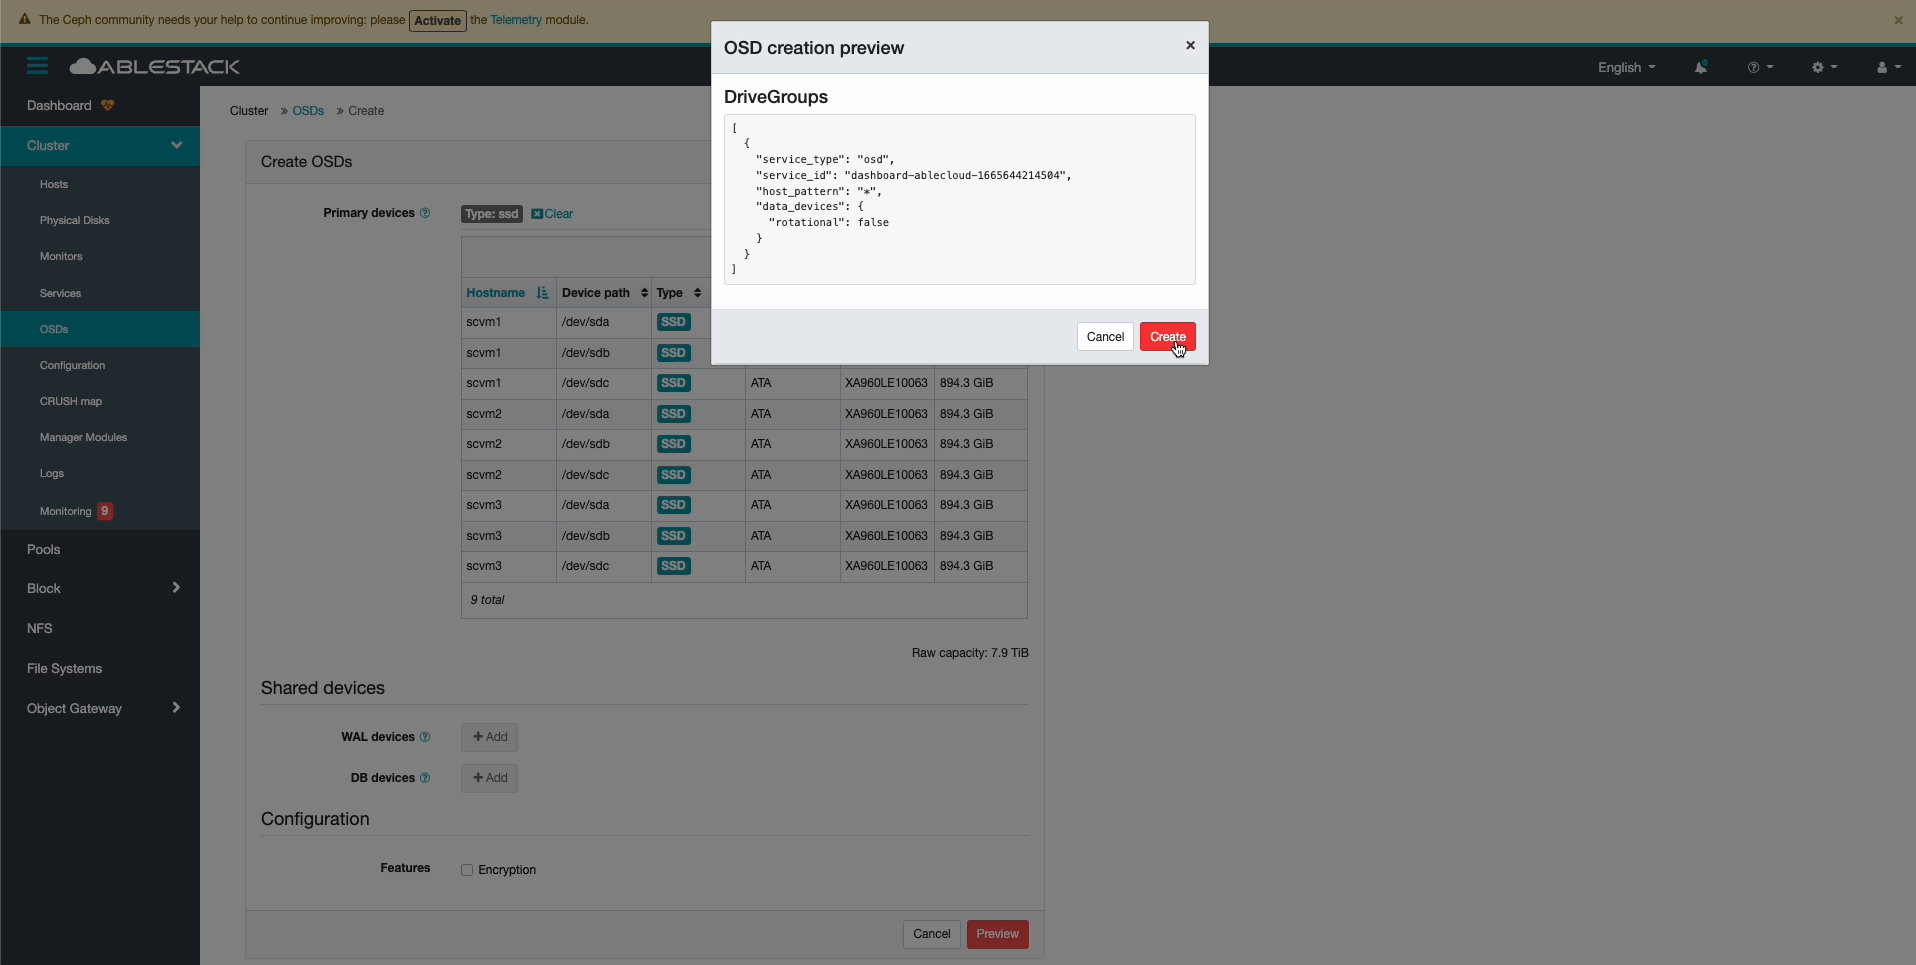 The Ceph community needs your help to continue improving: please Activate the Telemetry module. ×
ABLESTACK
English
Dashboard
Cluster
Hosts
Physical Disks
Monitors
Services
OSDs
Configuration
CRUSH map
Manager Modules
Logs
Monitoring 9
Pools
Block
NFS
File Systems
Object Gateway
Cluster » OSDs » Create
Create OSDs
Primary devices Type: ssd Clear
Hostname Device path Type
scvm1 /dev/sda SSD
scvm1 /dev/sdb SSD
scvm1 /dev/sdc SSD ATA XA960LE10063 894.3 GiB
scvm2 /dev/sda SSD ATA XA960LE10063 894.3 GiB
scvm2 /dev/sdb SSD ATA XA960LE10063 894.3 GiB
scvm2 /dev/sdc SSD ATA XA960LE10063 894.3 GiB
scvm3 /dev/sda SSD ATA XA960LE10063 894.3 GiB
scvm3 /dev/sdb SSD ATA XA960LE10063 894.3 GiB
scvm3 /dev/sdc SSD ATA XA960LE10063 894.3 GiB
9 total
Raw capacity: 7.9 TiB
Shared devices
WAL devices + Add
DB devices + Add
Configuration
Features Encryption
Cancel Preview
OSD creation preview ×
DriveGroups
[
{
"service_type": "osd",
"service_id": "dashboard-ablecloud-1665644214504",
"host_pattern": "*",
"data_devices": {
"rotational": false
}
}
]
Cancel Create